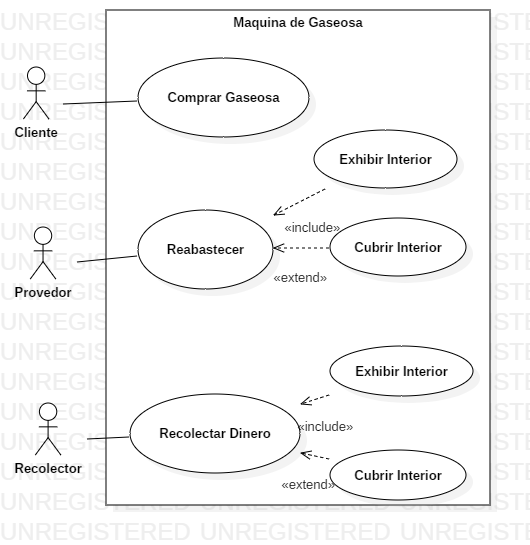 Maquina de Gaseosa
Comprar Gaseosa
Cliente
Exhibir Interior
«include»
Reabastecer
Cubrir Interior
«extend»
Provedor
Exhibir Interior
«include»
Recolectar Dinero
Recolector
Cubrir Interior
«extend»
UNREGISTERED UNREGISTERED UNREGISTE